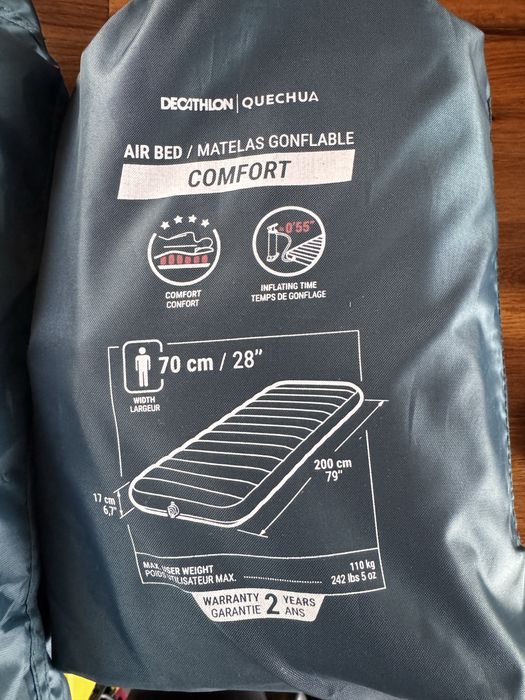 DECATHLON | QUECHUA
AIR BED / MATELAS GONFLABLE
COMFORT
0'55"
COMFORT
CONFORT
INFLATING TIME
TEMPS DE GONFLAGE
70 cm / 28"
WIDTH
LARGEUR
200 cm
79"
17 cm
6,7"
MAX. USER WEIGHT
POIDS UTILISATEUR MAX. ........................
110 kg
242 lbs 5 oz
WARRANTY 2 YEARS
GARANTIE ANS